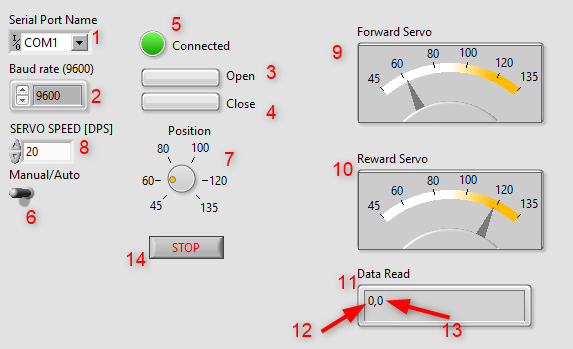 Serial Port Name
I/O COM1 1
Baud rate (9600)
9600 2
SERVO SPEED [DPS]
20 8
Manual/Auto
6
5
Connected
Open 3
Close 4
Position
80 100
60 120 7
45 135
14 STOP
Forward Servo
9
45 60 80 100 120 135
Reward Servo
10
45 60 80 100 120 135
Data Read
11
0,0
12 13